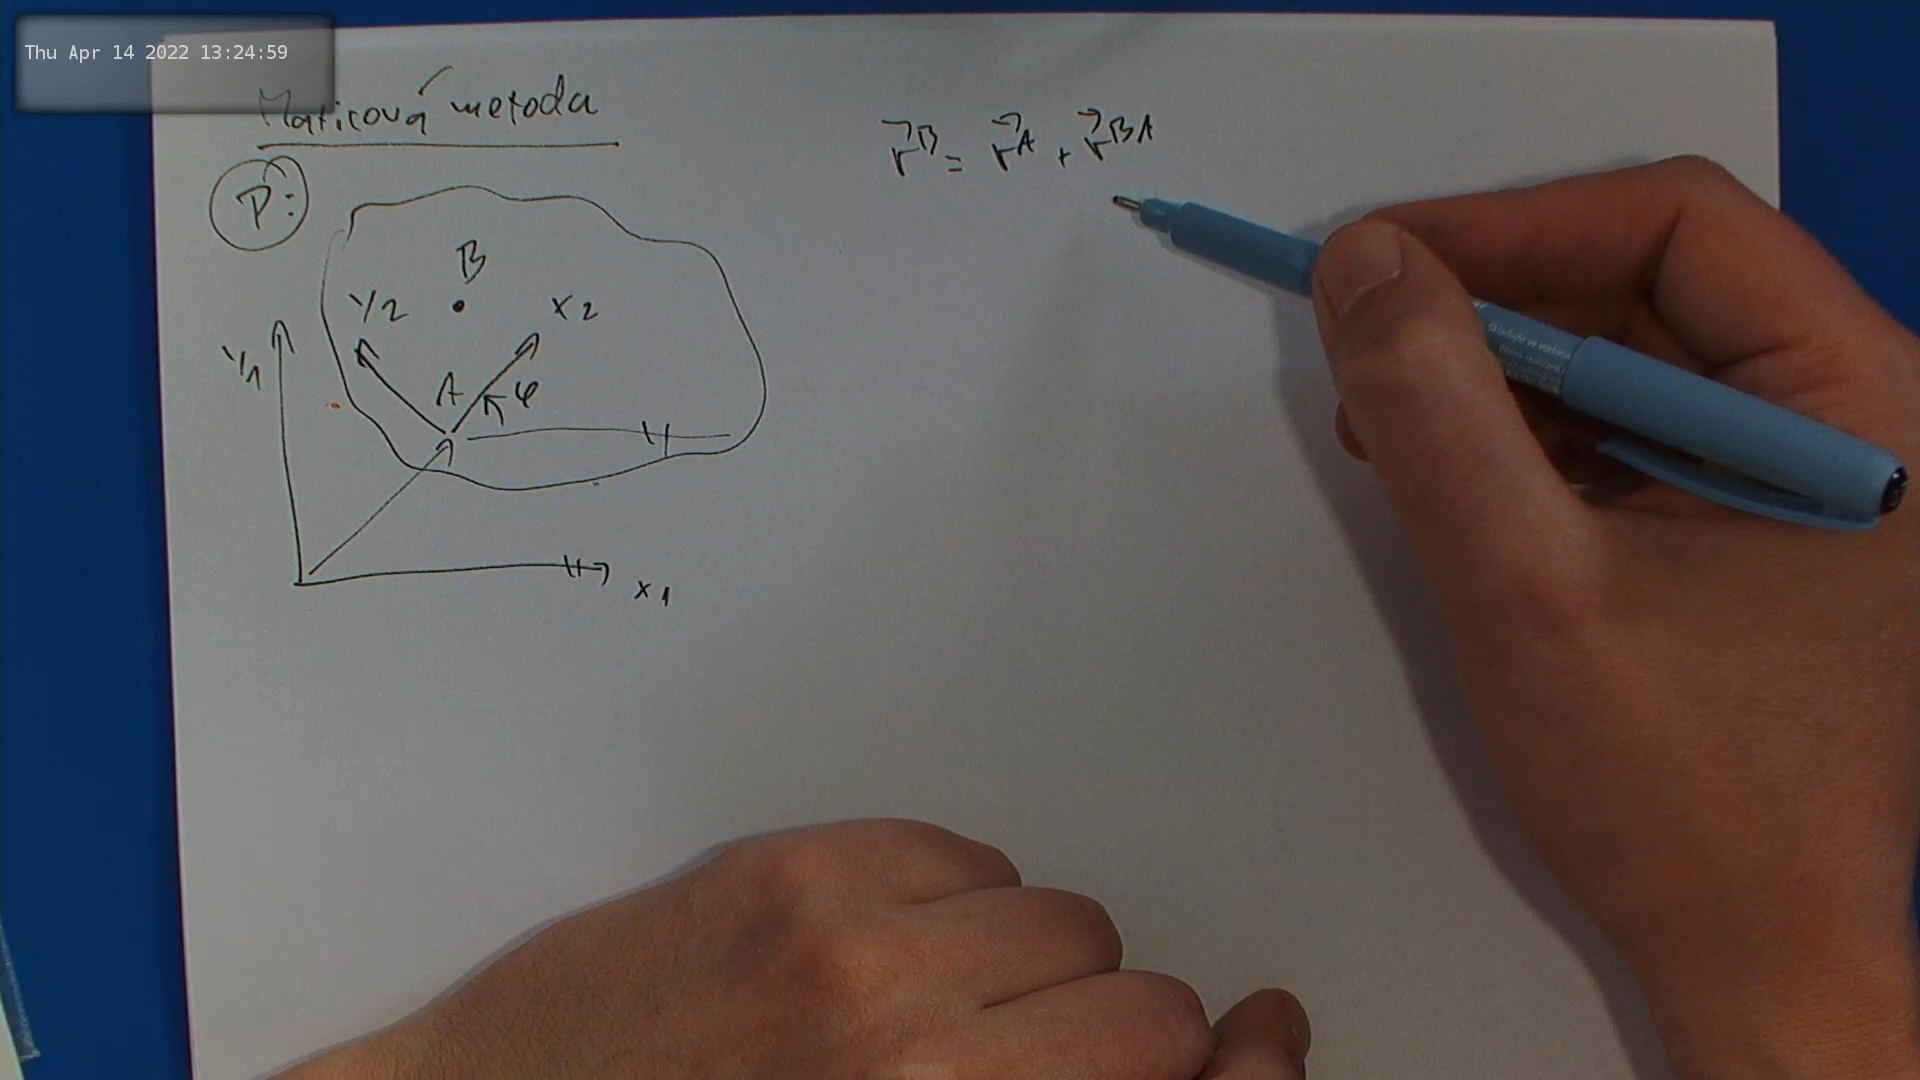 Thu Apr 14 2022 13:24:59
Maticová metoda
P:
B
y2
x2
y1
A
φ
x1
r⃗ᴮ = r⃗ᴬ + r⃗ᴮᴬ